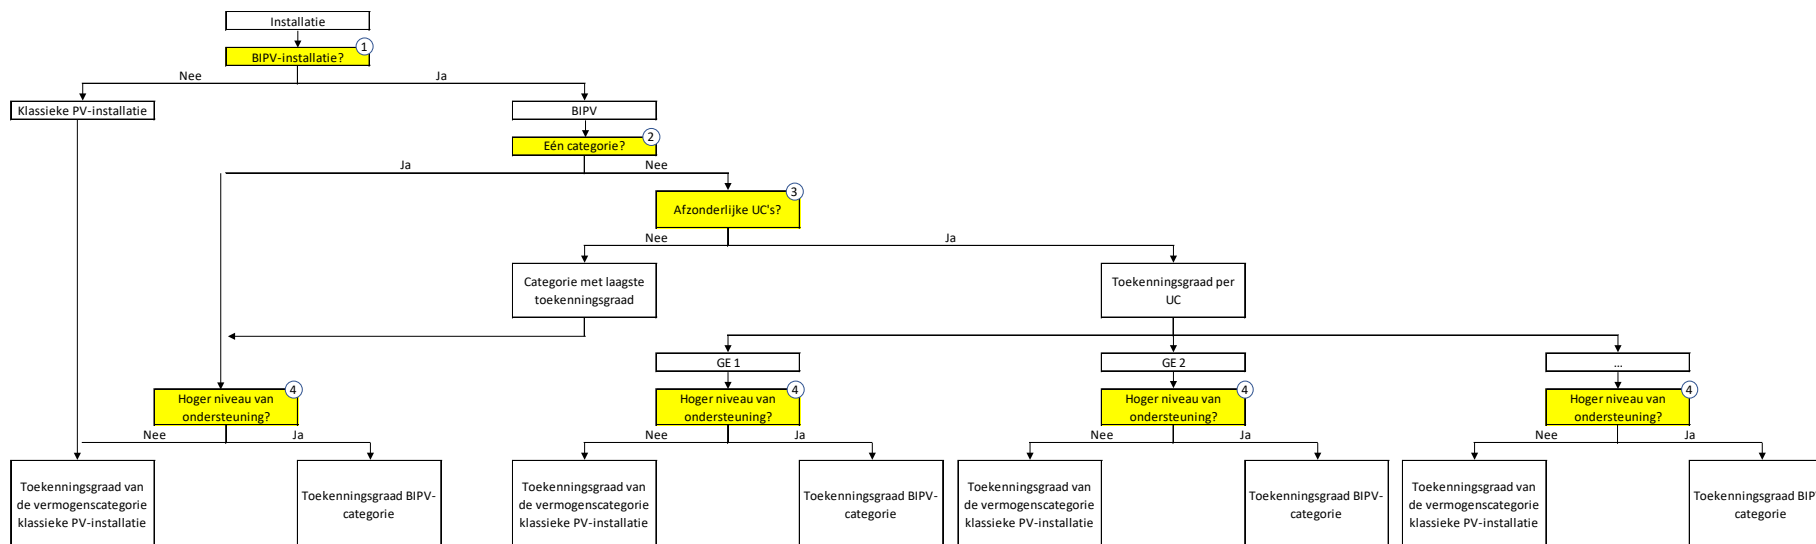 Installatie
1
BIPV-installatie?
Nee
Ja
Klassieke PV-installatie
BIPV
2
Eén categorie?
Ja
Nee
3
Afzonderlijke UC's?
Nee
Ja
Categorie met laagste
toekenningsgraad
Toekenningsgraad per
UC
GE 1
GE 2
...
4
Hoger niveau van
ondersteuning?
4
Hoger niveau van
ondersteuning?
4
Hoger niveau van
ondersteuning?
4
Hoger niveau van
ondersteuning?
Nee
Ja
Nee
Ja
Nee
Ja
Nee
Ja
Toekenningsgraad van
de vermogenscategorie
klassieke PV-installatie
Toekenningsgraad BIPV-
categorie
Toekenningsgraad van
de vermogenscategorie
klassieke PV-installatie
Toekenningsgraad BIPV-
categorie
Toekenningsgraad van
de vermogenscategorie
klassieke PV-installatie
Toekenningsgraad BIPV-
categorie
Toekenningsgraad van
de vermogenscategorie
klassieke PV-installatie
Toekenningsgraad
categorie